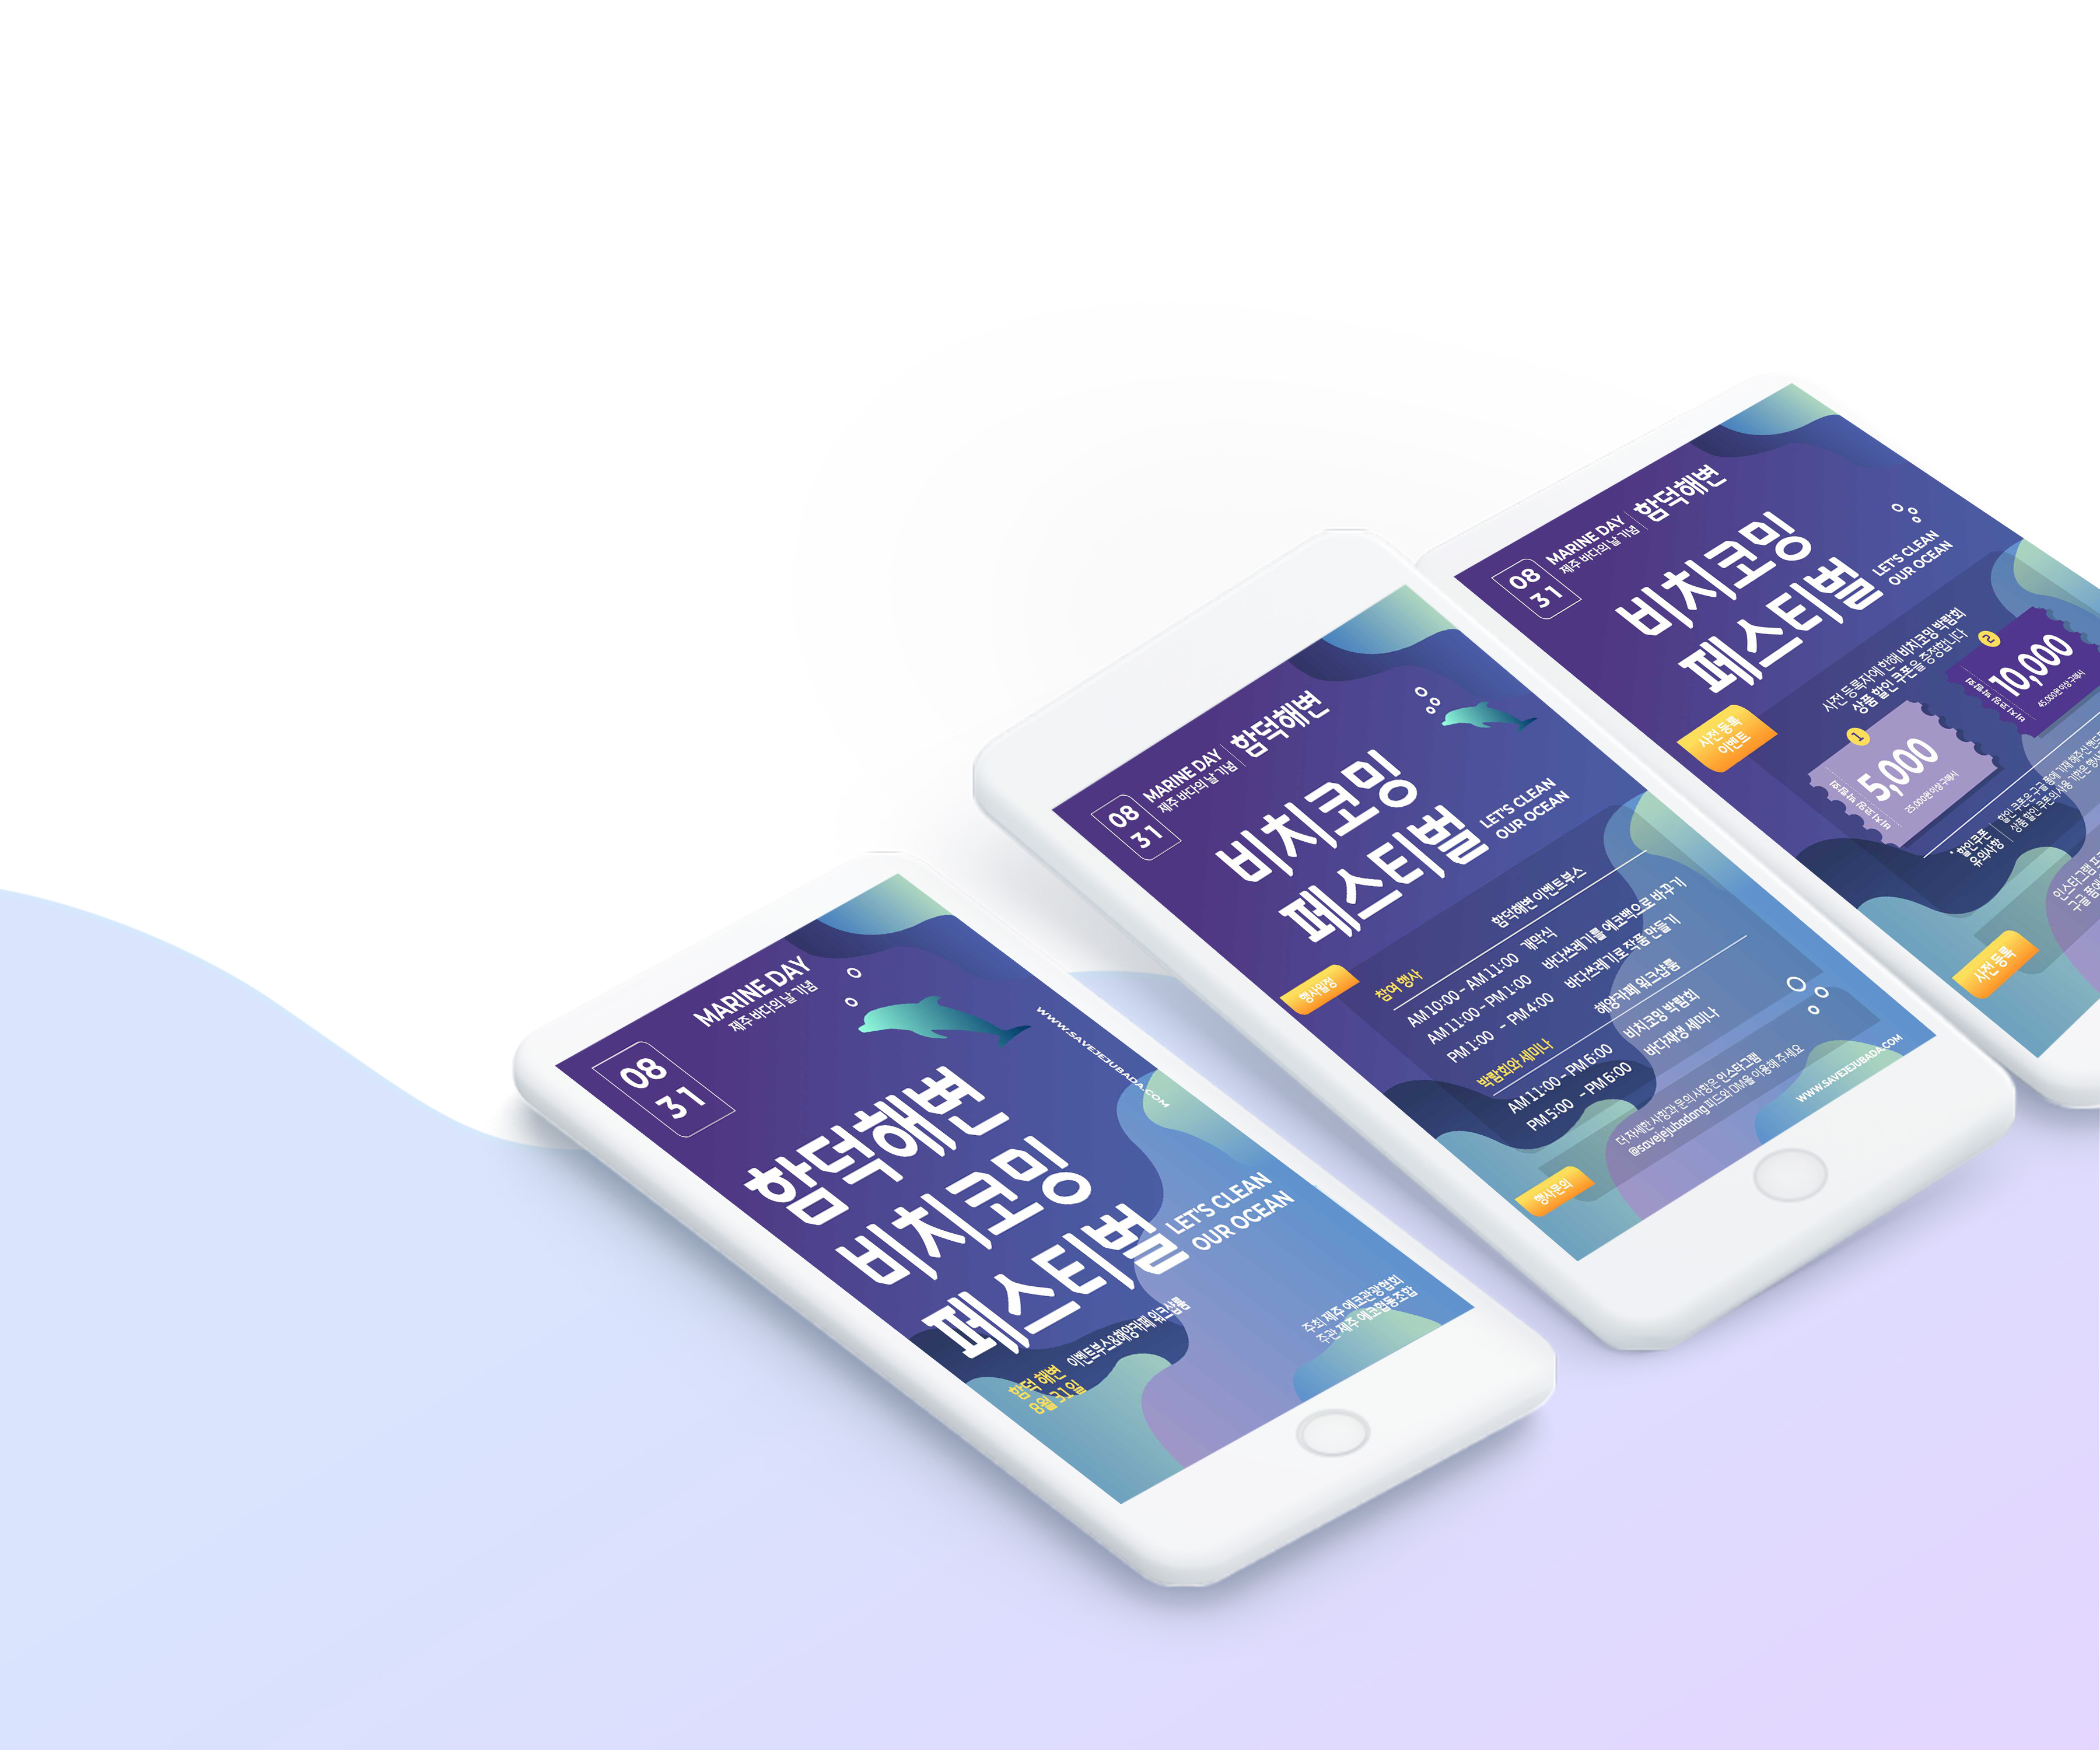 MARINE DAY
제주 바다의 날 기념
08
31
WWW.SAVEJEJUBADA.COM
함덕해변
비치코밍
페스티벌
LET'S CLEAN
OUR OCEAN
함덕 해변
8월 31일
이벤트부스&해양카페 워크샵룸
주최 제주 에코관광협회
주관 제주 에코협동조합
08
31
MARINE DAY
제주 바다의 날 기념
함덕해변
비치코밍
페스티벌
LET'S CLEAN
OUR OCEAN
행사일정
참여 행사
함덕해변 이벤트부스
AM 10:00 - AM 11:00 개막식
AM 11:00 - PM 1:00 바다쓰레기를 에코백으로 바꾸기
PM 1:00 - PM 4:00 바다쓰레기로 작품 만들기
박람회와 세미나
해양카페 워크샵룸
AM 11:00 - PM 6:00 비치코밍 박람회
PM 5:00 - PM 6:00 바다재생 세미나
행사문의
더 자세한 사항과 문의 사항은 인스타그램
@savejejubadang 피드와 DM을 이용해 주세요
WWW.SAVEJEJUBADA.COM
08
31
MARINE DAY
제주 바다의 날 기념
함덕해변
비치코밍
페스티벌
LET'S CLEAN
OUR OCEAN
사전 등록
이벤트
사전 등록자에 한해 비치코밍 박람회
상품 할인 쿠폰을 증정합니다
1
5,000
25,000원 이상 구매시
2
10,000
45,000원 이상 구매시
* 할인쿠폰
유의사항
할인 쿠폰은 구글 폼에 기재 해주신
상품 할인 쿠폰의 사용 기한은
사전 등록
인스타그램
구글 폼에